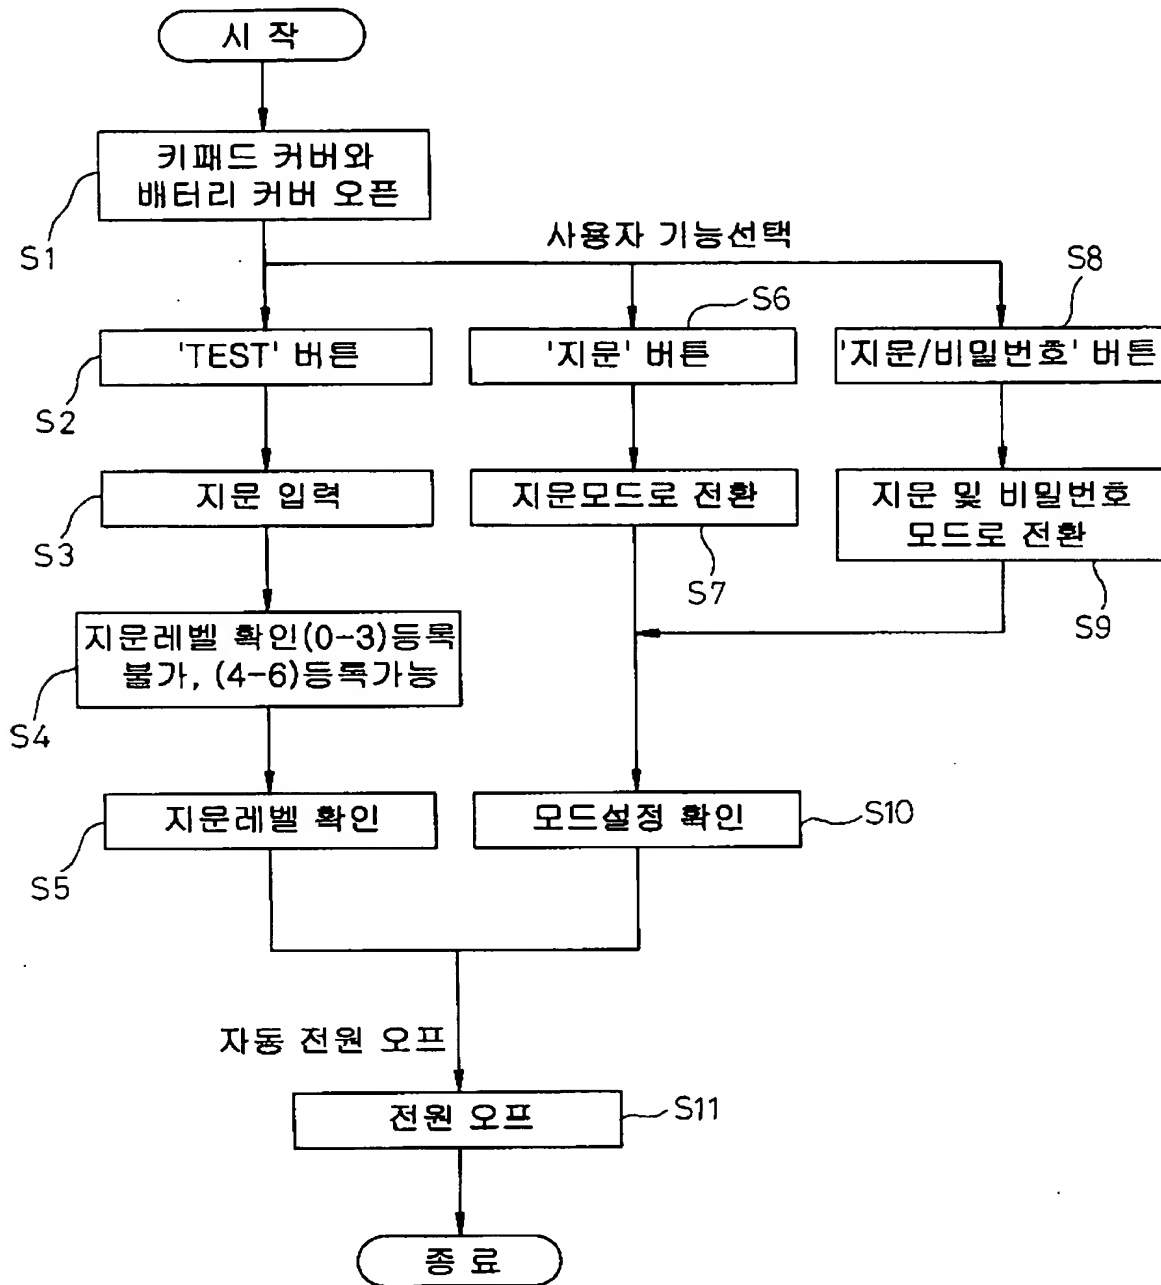 시 작
키패드 커버와
배터리 커버 오픈
S1
사용자 기능선택
'TEST' 버튼
S2
S6
'지문' 버튼
S8
'지문/비밀번호' 버튼
지문 입력
S3
지문모드로 전환
S7
지문 및 비밀번호
모드로 전환
S9
지문레벨 확인(0-3)등록
불가, (4-6)등록가능
S4
지문레벨 확인
S5
모드설정 확인
S10
자동 전원 오프
전원 오프
S11
종 료